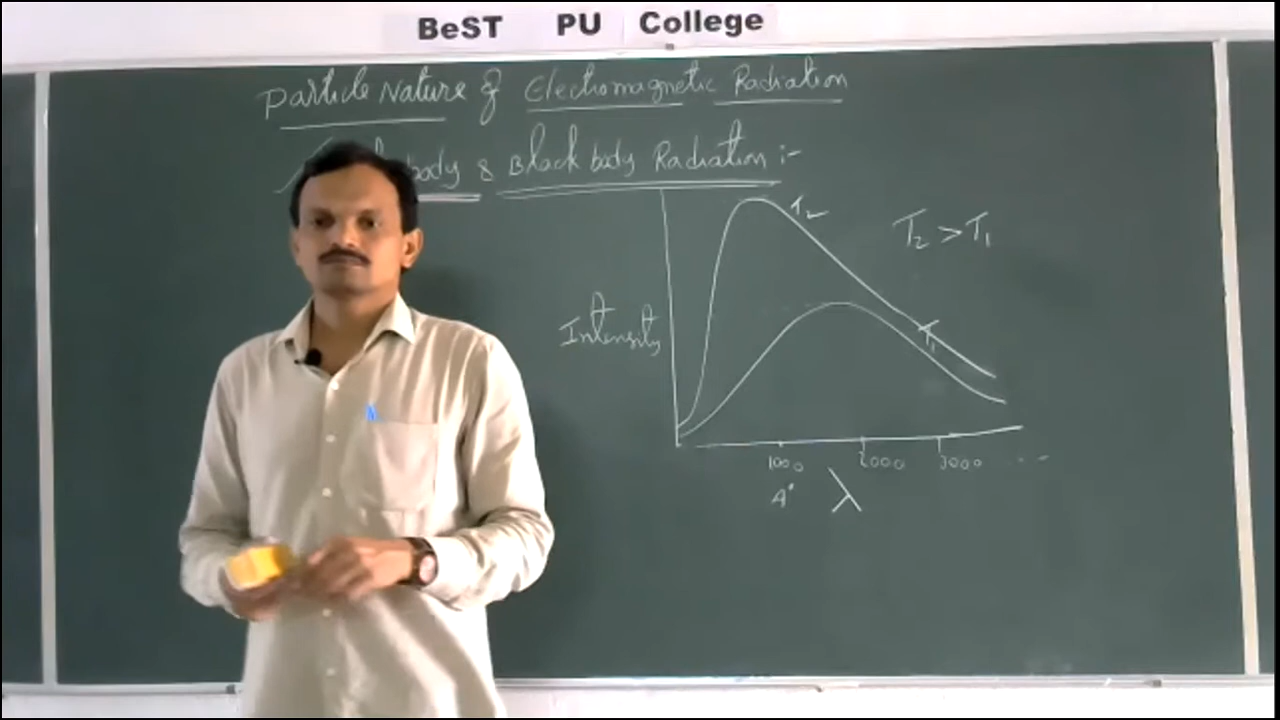 BeST PU College
Particle Nature of Electromagnetic Radiation
body & Black body Radiation :-
T₂
T₂ > T₁
Intensity
T₁
1000 2000 3000 ...
A° λ